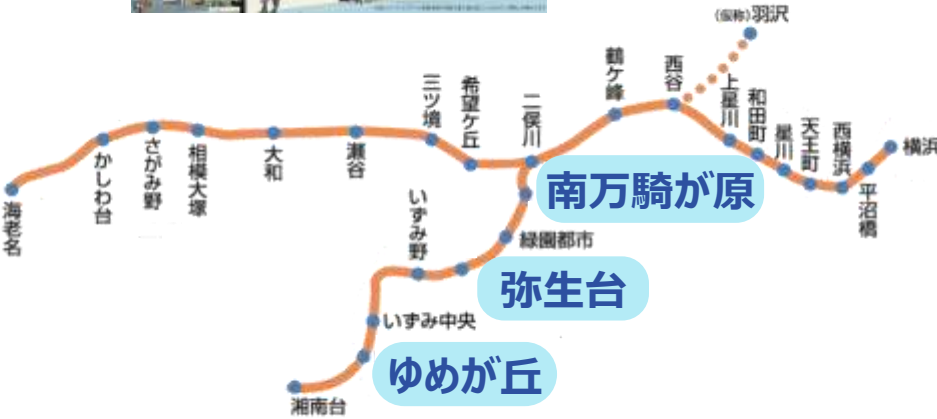 (仮称)羽沢
鶴ケ峰
西谷
三ツ境
希望ケ丘
二俣川
上星川
和田町
星川
天王町
西横浜
横浜
平沼橋
海老名
かしわ台
さがみ野
相模大塚
大和
瀬谷
南万騎が原
いずみ野
緑園都市
弥生台
いずみ中央
ゆめが丘
湘南台